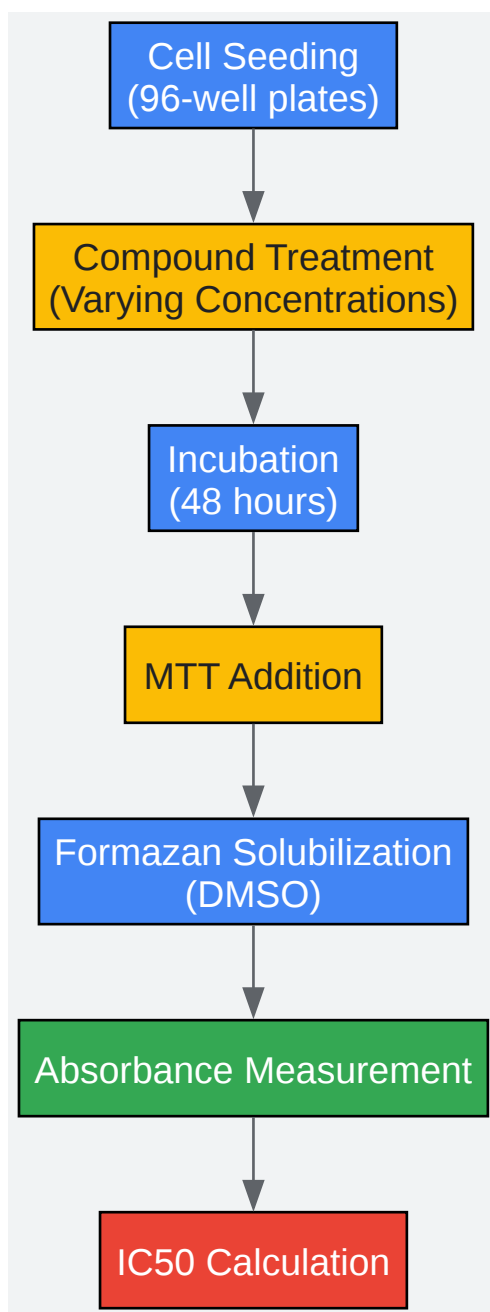 Cell Seeding
(96-well plates)
Compound Treatment
(Varying Concentrations)
Incubation
(48 hours)
MTT Addition
Formazan Solubilization
(DMSO)
Absorbance Measurement
IC50 Calculation